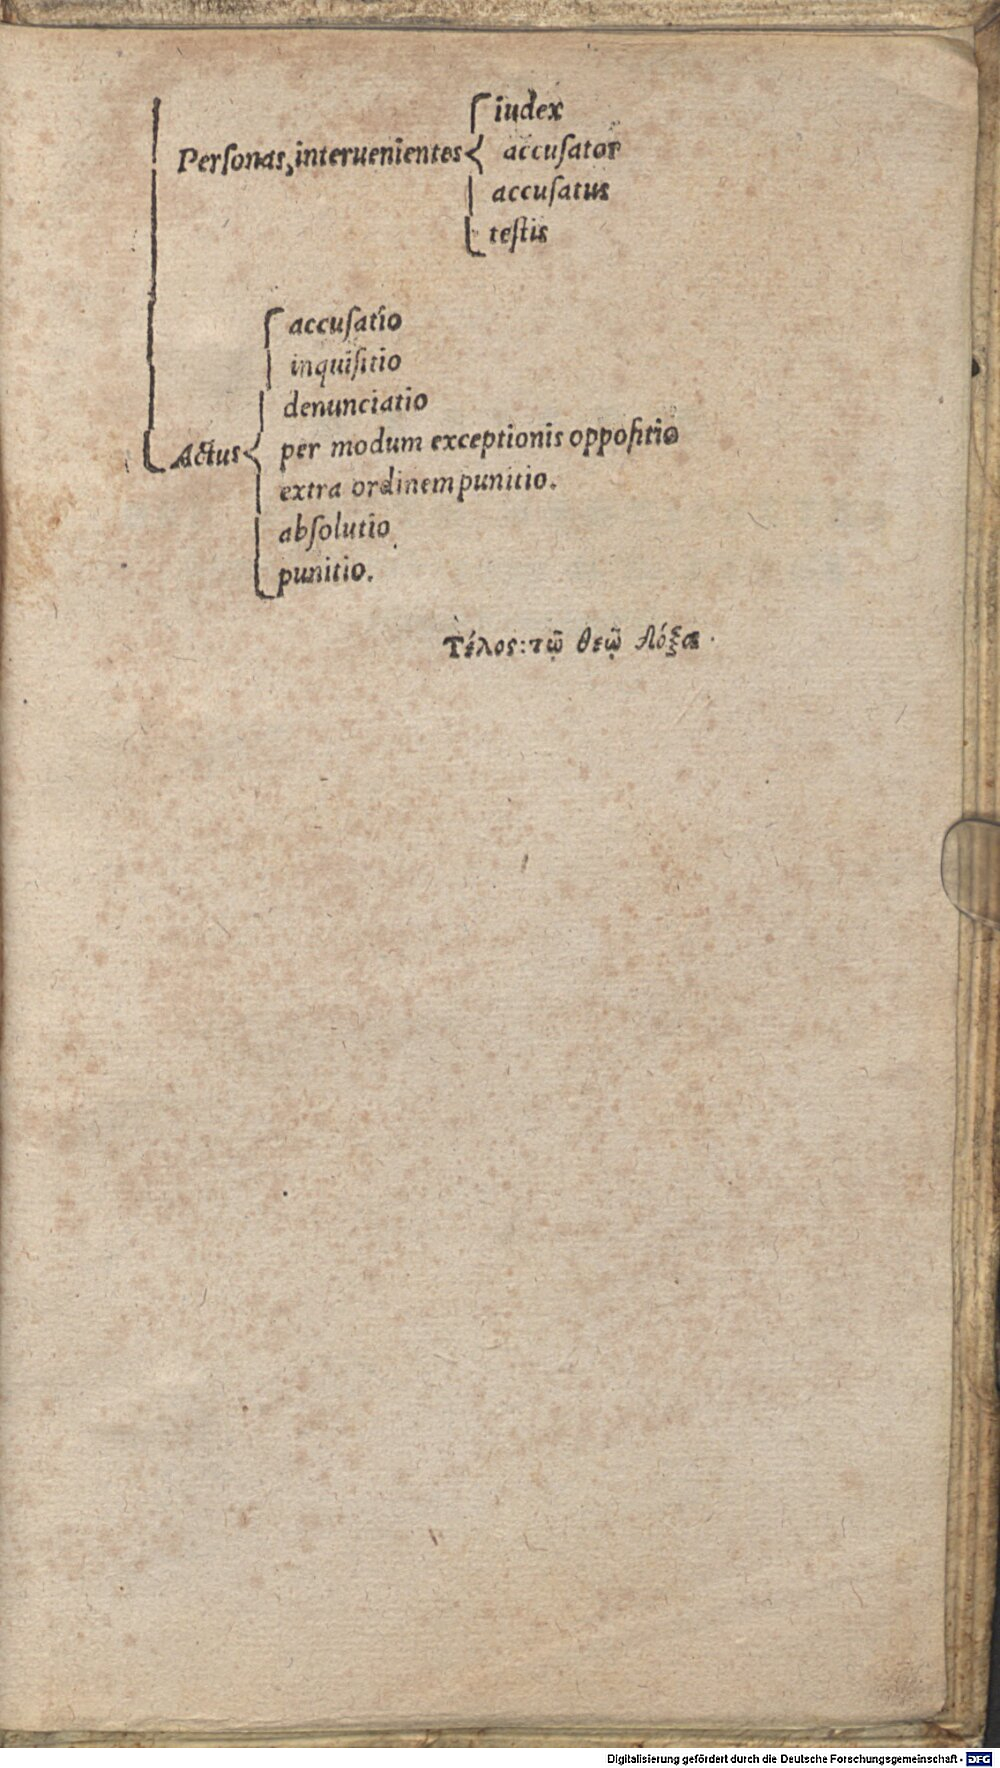 iudex
Perſonas, interuenientes accuſator
accuſatus
teſtis
accuſatio
inquiſitio
denunciatio
Actus per modum exceptionis oppoſitio
extra ordinem punitio.
abſolutio.
punitio.
Τέλος: τῷ θεῷ δόξα.
Digitalisierung gefördert durch die Deutsche Forschungsgemeinschaft - DFG